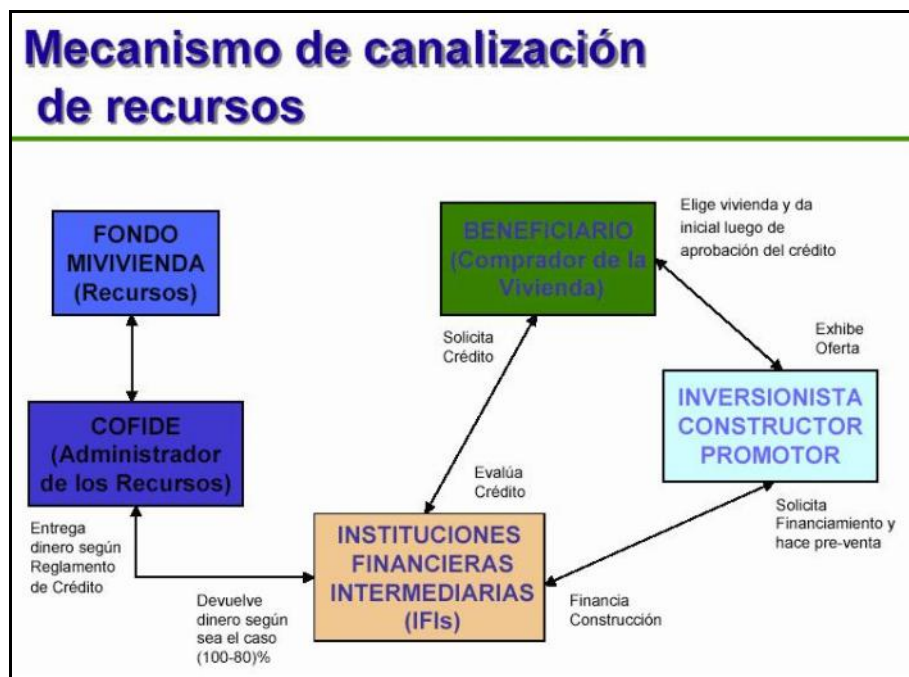 Mecanismo de canalización
de recursos
FONDO
MIVIVIENDA
(Recursos)
BENEFICIARIO
(Comprador de la
Vivienda)
Elige vivienda y da
inicial luego de
aprobación del crédito
Solicita
Crédito
Exhibe
Oferta
COFIDE
(Administrador
de los Recursos)
INVERSIONISTA
CONSTRUCTOR
PROMOTOR
Evalúa
Crédito
Entrega
dinero según
Reglamento
de Crédito
INSTITUCIONES
FINANCIERAS
INTERMEDIARIAS
(IFIs)
Solicita
Financiamiento y
hace pre-venta
Devuelve
dinero según
sea el caso
(100-80)%
Financia
Construcción